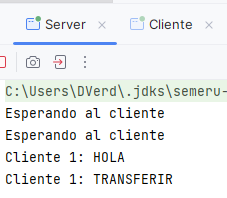 Server Cliente
C:\Users\DVerd\.jdks\semeru-
Esperando al cliente
Esperando al cliente
Cliente 1: HOLA
Cliente 1: TRANSFERIR